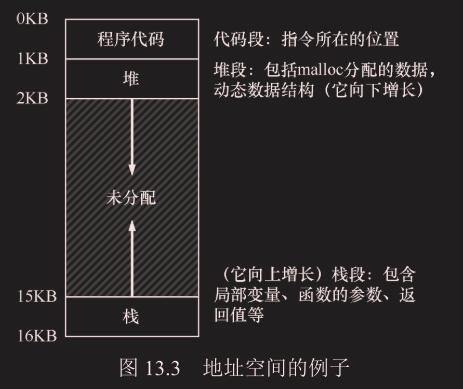 0KB
程序代码
代码段：指令所在的位置
1KB
堆
堆段：包括malloc分配的数据，
动态数据结构（它向下增长）
2KB
未分配
（它向上增长）栈段：包含
局部变量、函数的参数、返
回值等
15KB
栈
16KB
图 13.3 地址空间的例子